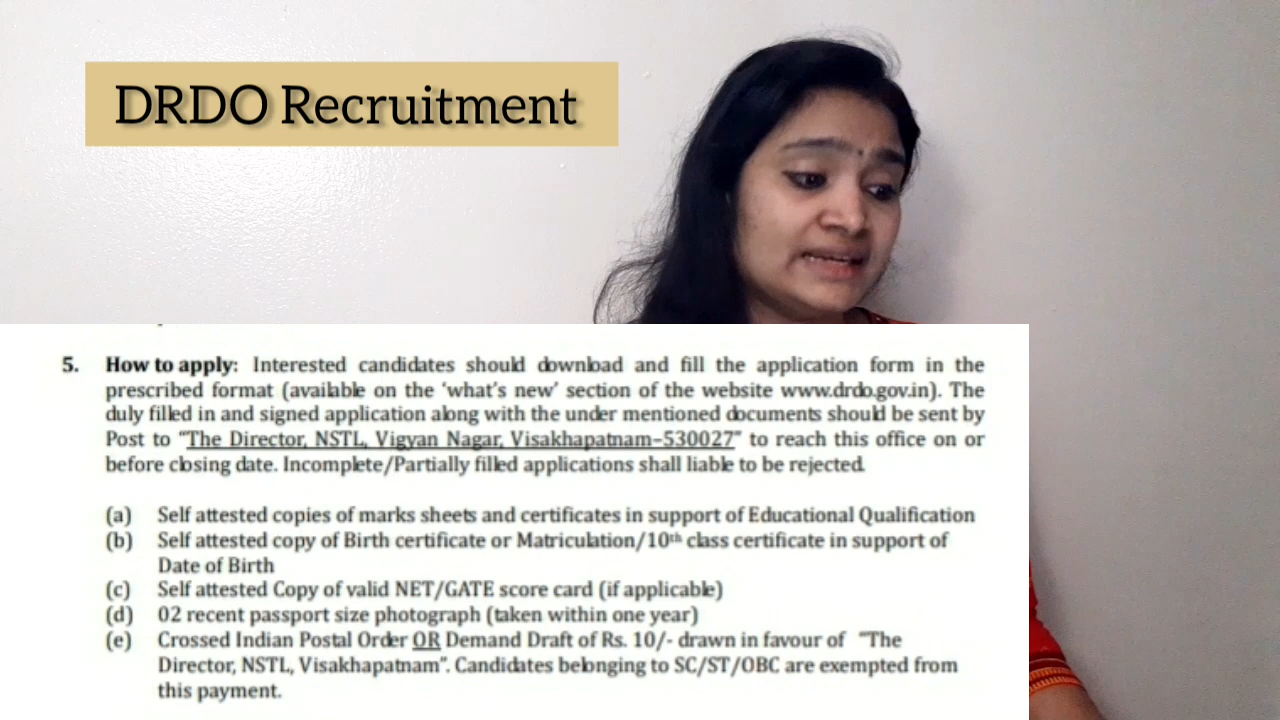 DRDO Recruitment
5. How to apply: Interested candidates should download and fill the application form in the
prescribed format (available on the ‘what’s new’ section of the website www.drdo.gov.in). The
duly filled in and signed application along with the under mentioned documents should be sent by
Post to “The Director, NSTL, Vigyan Nagar, Visakhapatnam–530027” to reach this office on or
before closing date. Incomplete/Partially filled applications shall liable to be rejected.
(a) Self attested copies of marks sheets and certificates in support of Educational Qualification
(b) Self attested copy of Birth certificate or Matriculation/10th class certificate in support of
Date of Birth
(c) Self attested Copy of valid NET/GATE score card (if applicable)
(d) 02 recent passport size photograph (taken within one year)
(e) Crossed Indian Postal Order OR Demand Draft of Rs. 10/- drawn in favour of “The
Director, NSTL, Visakhapatnam”. Candidates belonging to SC/ST/OBC are exempted from
this payment.